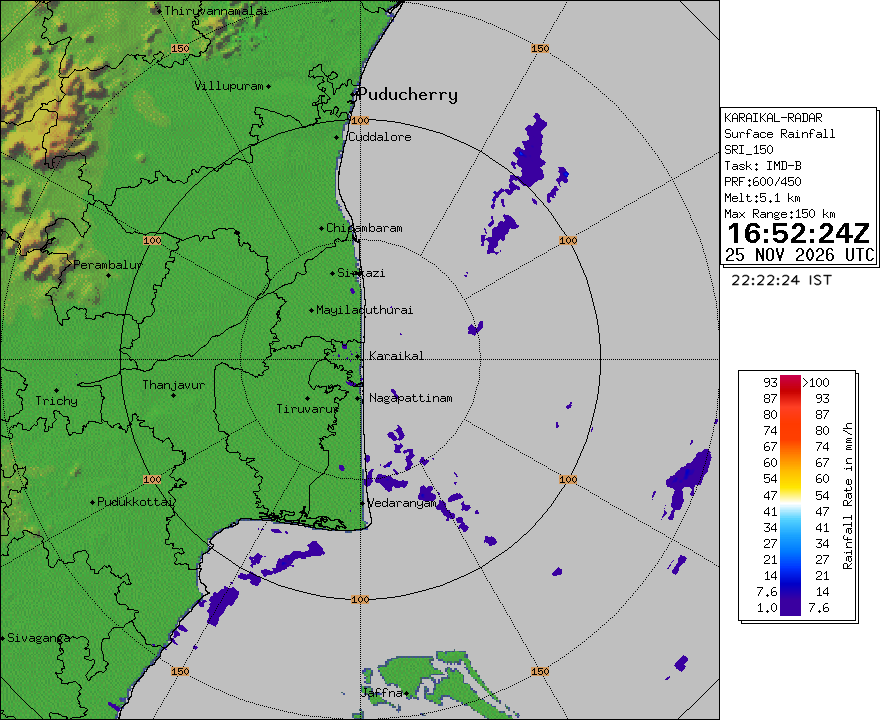 Thiruvannamalai
150
150
Villupuram
Puducherry
100
Cuddalore
KARAIKAL-RADAR
Surface Rainfall
SRI_150
Task: IMD-B
PRF:600/450
Melt:5.1 km
Max Range:150 km
16:52:24Z
25 NOV 2026 UTC
22:22:24 IST
Chidambaram
100
100
Perambalur
Sirkazi
Mayiladuthurai
Karaikal
Thanjavur
Trichy
Tiruvarur
Nagapattinam
93 >100
87 93
80 87
74 80
67 74
60 67
54 60
47 54
41 47
34 41
27 34
21 27
14 21
7.6 14
1.0 7.6
Rainfall Rate in mm/h
100
100
Pudukkottai
Vedaranyam
100
Sivaganga
150
150
Jaffna